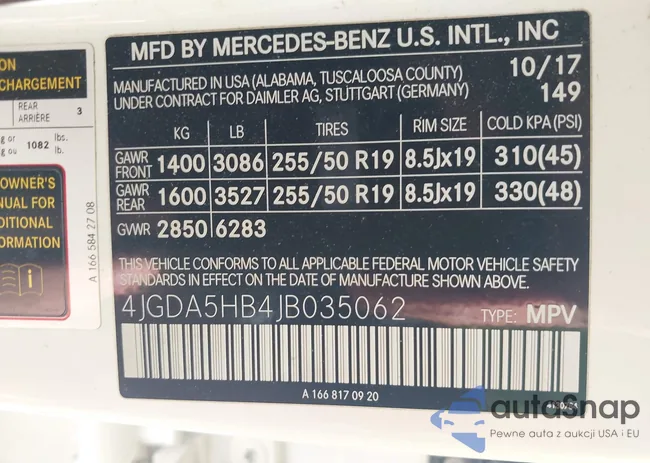 ON
CHARGEMENT
REAR
ARRIÈRE 3
1082 lbs.
lb.
OWNER'S
NUAL FOR
DITIONAL
ORMATION
A 166 584 27 08
MFD BY MERCEDES-BENZ U.S. INTL., INC
MANUFACTURED IN USA (ALABAMA, TUSCALOOSA COUNTY) 10/17
UNDER CONTRACT FOR DAIMLER AG, STUTTGART (GERMANY) 149
KG LB TIRES RIM SIZE COLD KPA (PSI)
GAWR FRONT 1400 3086 255/50 R19 8.5Jx19 310(45)
GAWR REAR 1600 3527 255/50 R19 8.5Jx19 330(48)
GVWR 2850 6283
THIS VEHICLE CONFORMS TO ALL APPLICABLE FEDERAL MOTOR VEHICLE SAFETY
STANDARDS IN EFFECT ON THE DATE OF MANUFACTURE SHOWN ABOVE.
4JGDA5HB4JB035062 TYPE: MPV
A 166 817 09 20
autoSnap
Pewne auta z aukcji USA i EU